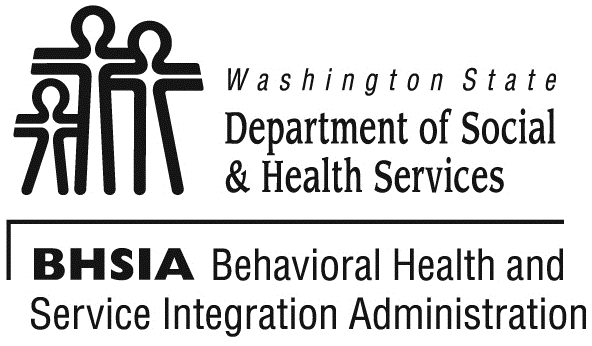 Washington State
Department of Social
& Health Services
BHSIA Behavioral Health and
Service Integration Administration